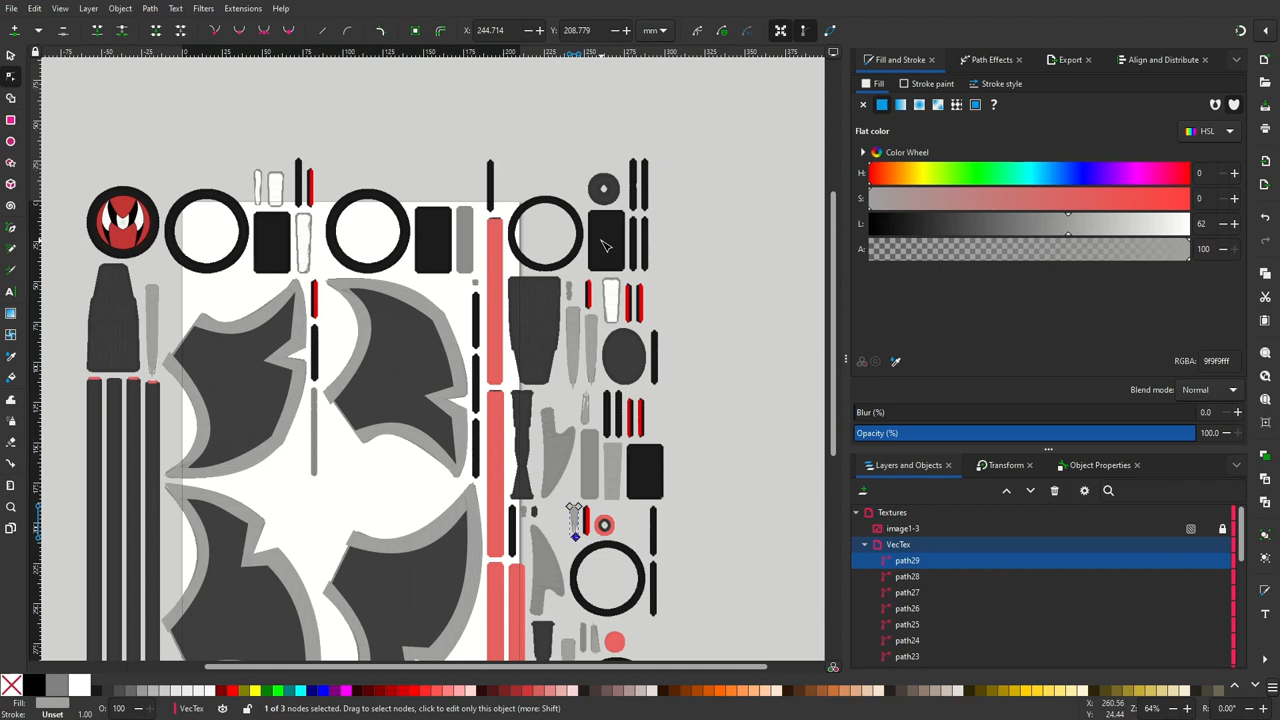 File Edit View Layer Object Path Text Filters Extensions Help
X: 244.714 Y: 208.779 mm
Fill and Stroke Path Effects Export Align and Distribute
Fill Stroke paint Stroke style
Flat color HSL
Color Wheel
H: 0
S: 0
L: 62
A: 100
RGBA: 9f9f9fff
Blend mode: Normal
Blur (%) 0.0
Opacity (%) 100.0
Layers and Objects Transform Object Properties
Textures
image1-3
VecTex
path29
path28
path27
path26
path25
path24
path23
Fill: O: 100 VecTex 1 of 3 nodes selected. Drag to select nodes, click to edit only this object (more: Shift) X: 260.56 Z: 64% R: 0.00°
Stroke: Unset 1.00 Y: 24.44